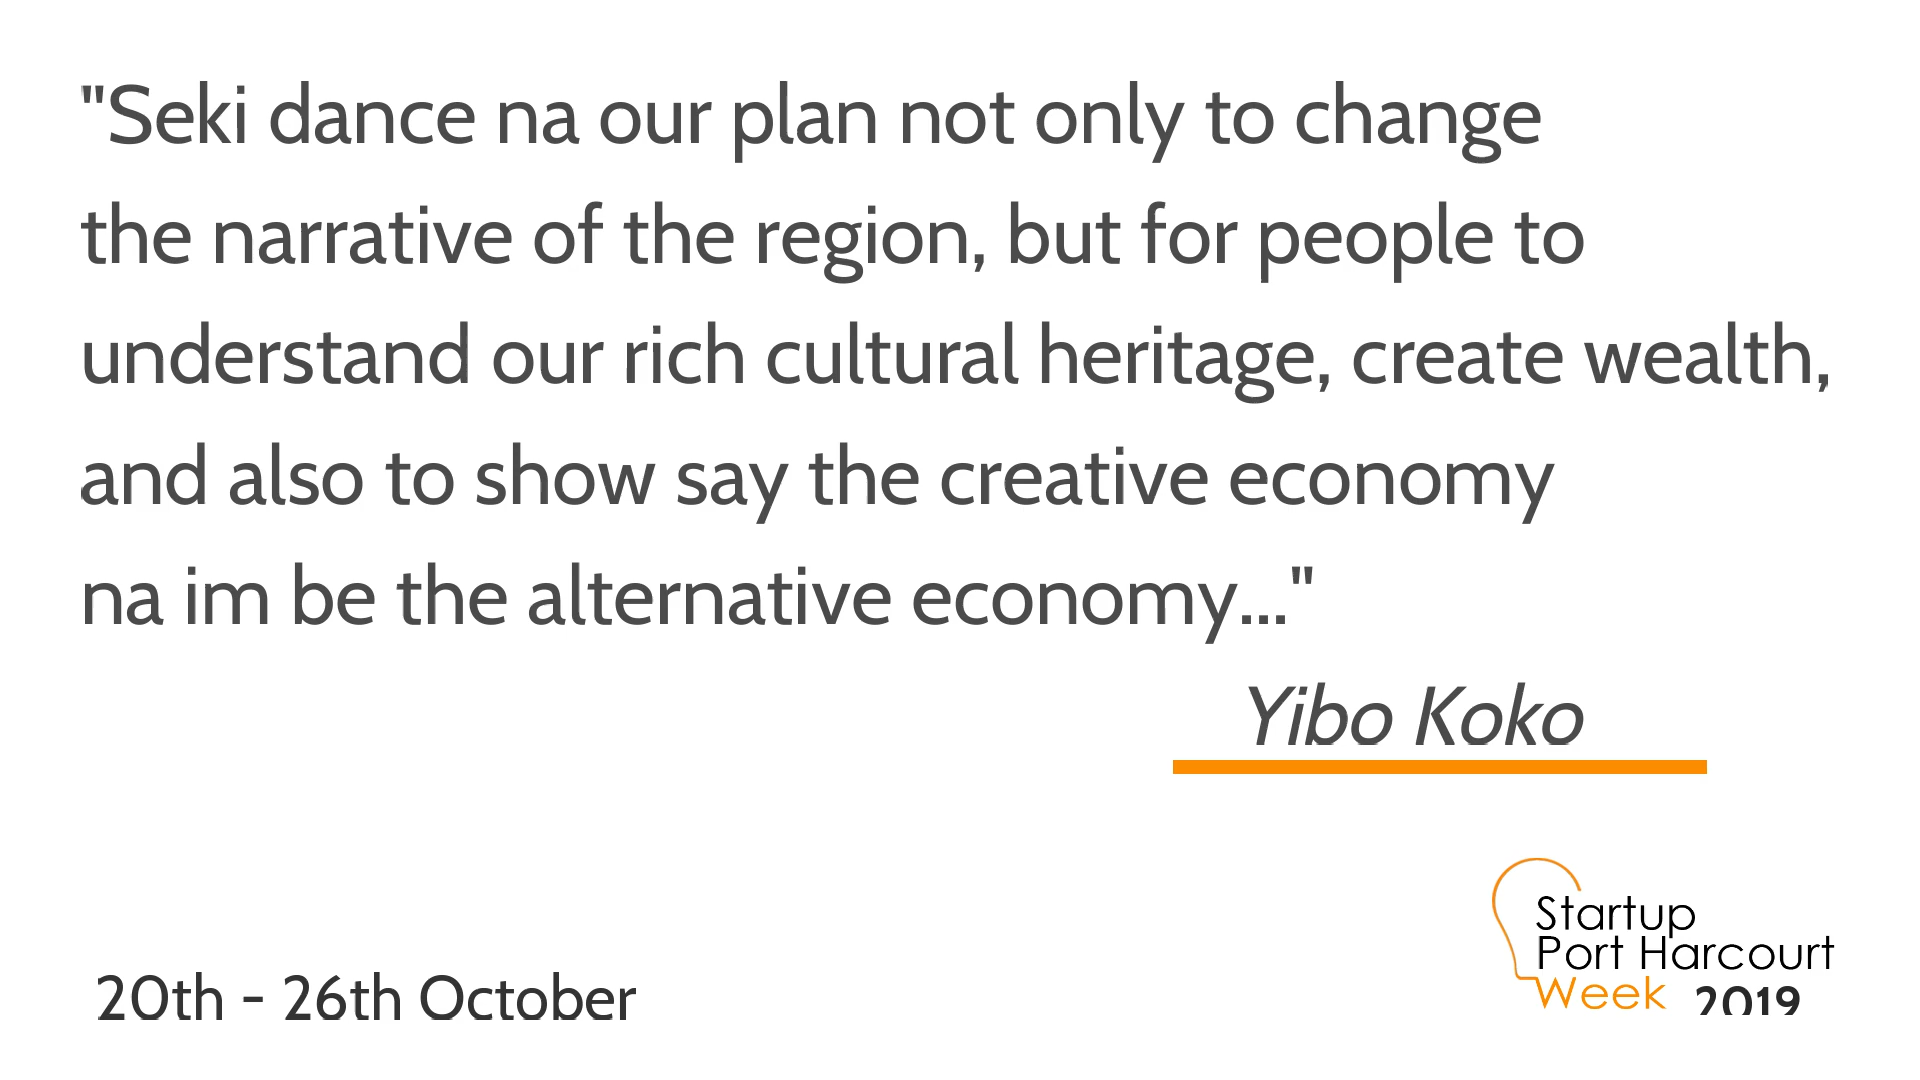 "Seki dance na our plan not only to change
the narrative of the region, but for people to
understand our rich cultural heritage, create wealth,
and also to show say the creative economy
na im be the alternative economy..."
Yibo Koko
20th - 26th October
Startup
Port Harcourt
Week 2019